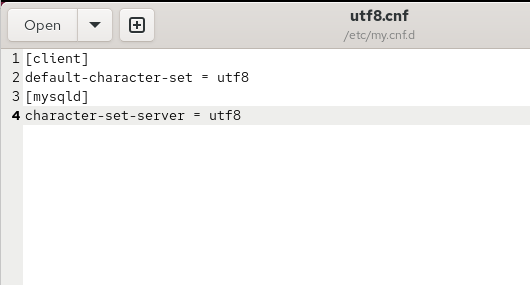 Open
utf8.cnf
/etc/my.cnf.d
1 [client]
2 default-character-set = utf8
3 [mysqld]
4 character-set-server = utf8